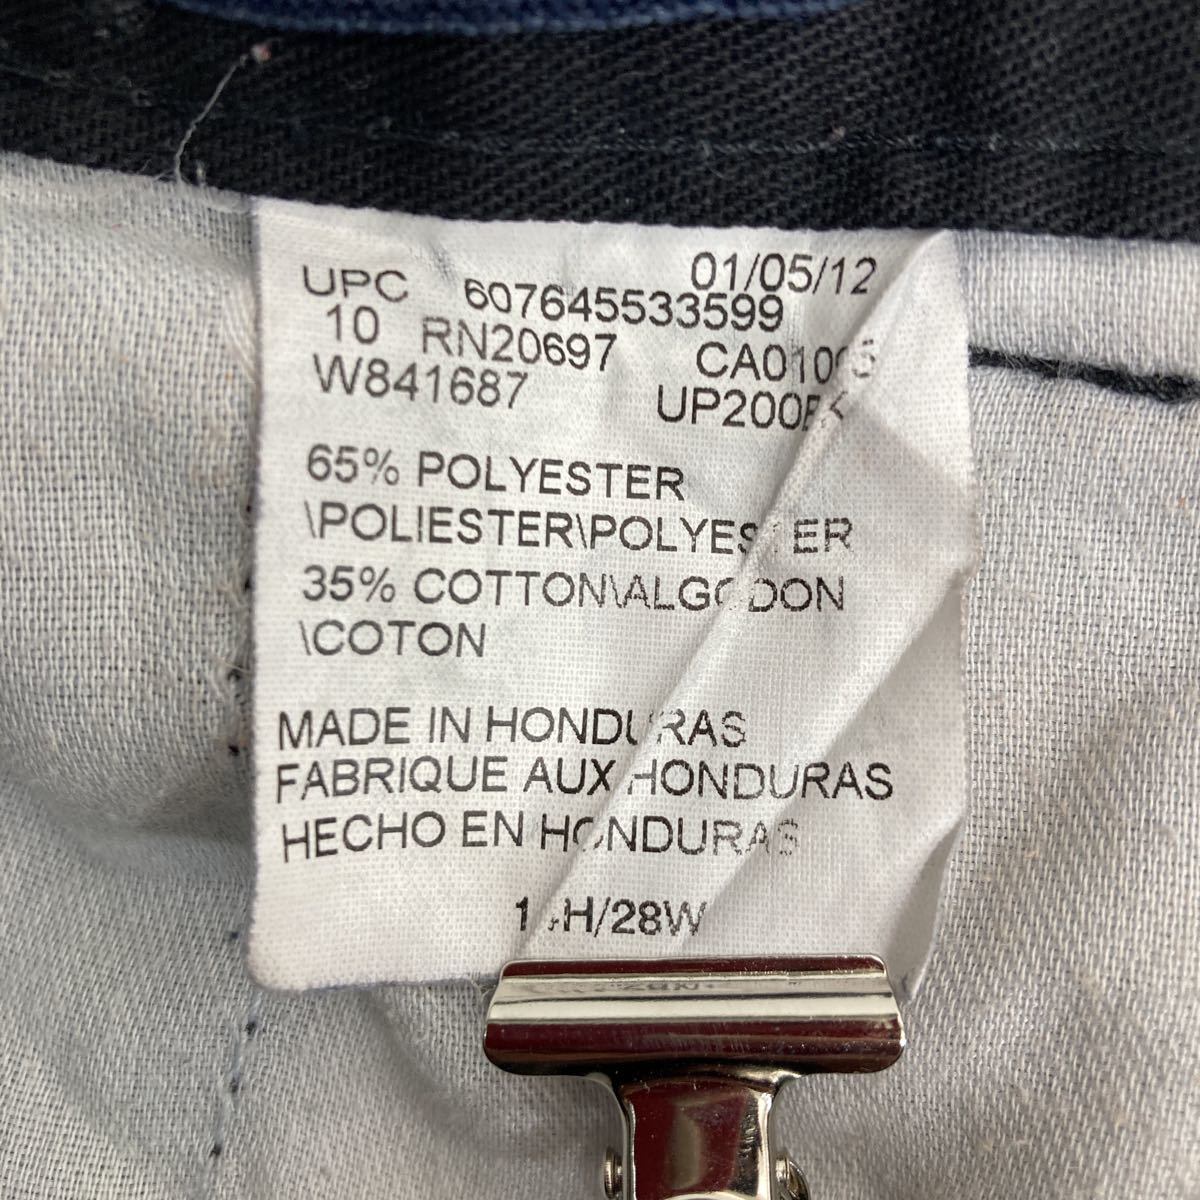 01/05/12
UPC 607645533599
10 RN20697
W841687
65% POLYESTER
\POLIESTER\POLYESTER
35% COTTON\ALGODON
\COTON
MADE IN HONDURAS
FABRIQUE AUX HONDURAS
HECHO EN HONDURAS